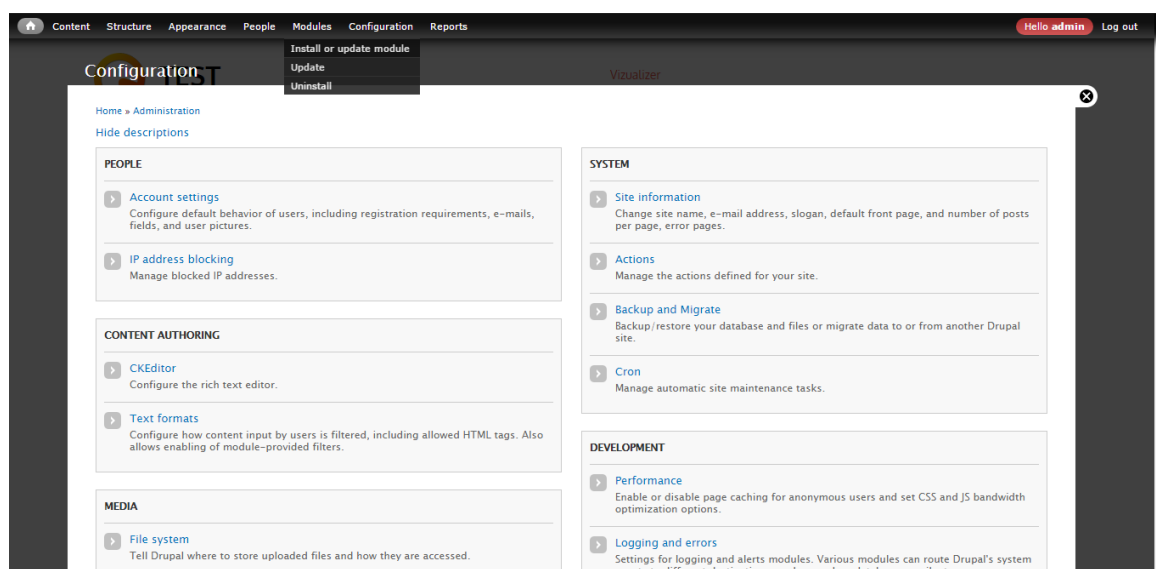 Content Structure Appearance People Modules Configuration Reports Hello admin Log out
Install or update module
Update
Uninstall
Configuration
TEST
Vizualizer
Home » Administration
Hide descriptions
PEOPLE
Account settings
Configure default behavior of users, including registration requirements, e-mails,
fields, and user pictures.
IP address blocking
Manage blocked IP addresses.
CONTENT AUTHORING
CKEditor
Configure the rich text editor.
Text formats
Configure how content input by users is filtered, including allowed HTML tags. Also
allows enabling of module-provided filters.
MEDIA
File system
Tell Drupal where to store uploaded files and how they are accessed.
SYSTEM
Site information
Change site name, e-mail address, slogan, default front page, and number of posts
per page, error pages.
Actions
Manage the actions defined for your site.
Backup and Migrate
Backup/restore your database and files or migrate data to or from another Drupal
site.
Cron
Manage automatic site maintenance tasks.
DEVELOPMENT
Performance
Enable or disable page caching for anonymous users and set CSS and JS bandwidth
optimization options.
Logging and errors
Settings for logging and alerts modules. Various modules can route Drupal's system